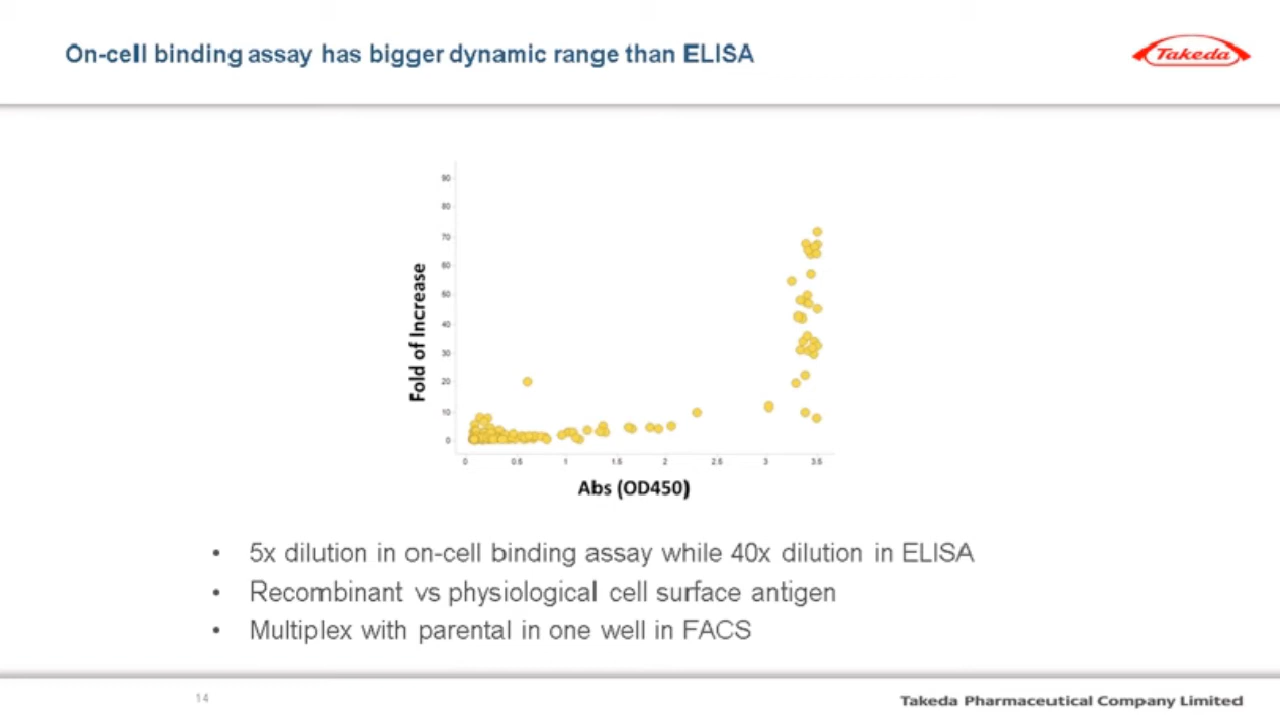 On-cell binding assay has bigger dynamic range than ELISA
Takeda
90
80
70
60
50
40
30
20
10
0
Fold of Increase
0 0.5 1 1.5 2 2.5 3 3.5
Abs (OD450)
• 5x dilution in on-cell binding assay while 40x dilution in ELISA
• Recombinant vs physiological cell surface antigen
• Multiplex with parental in one well in FACS
14
Takeda Pharmaceutical Company Limited